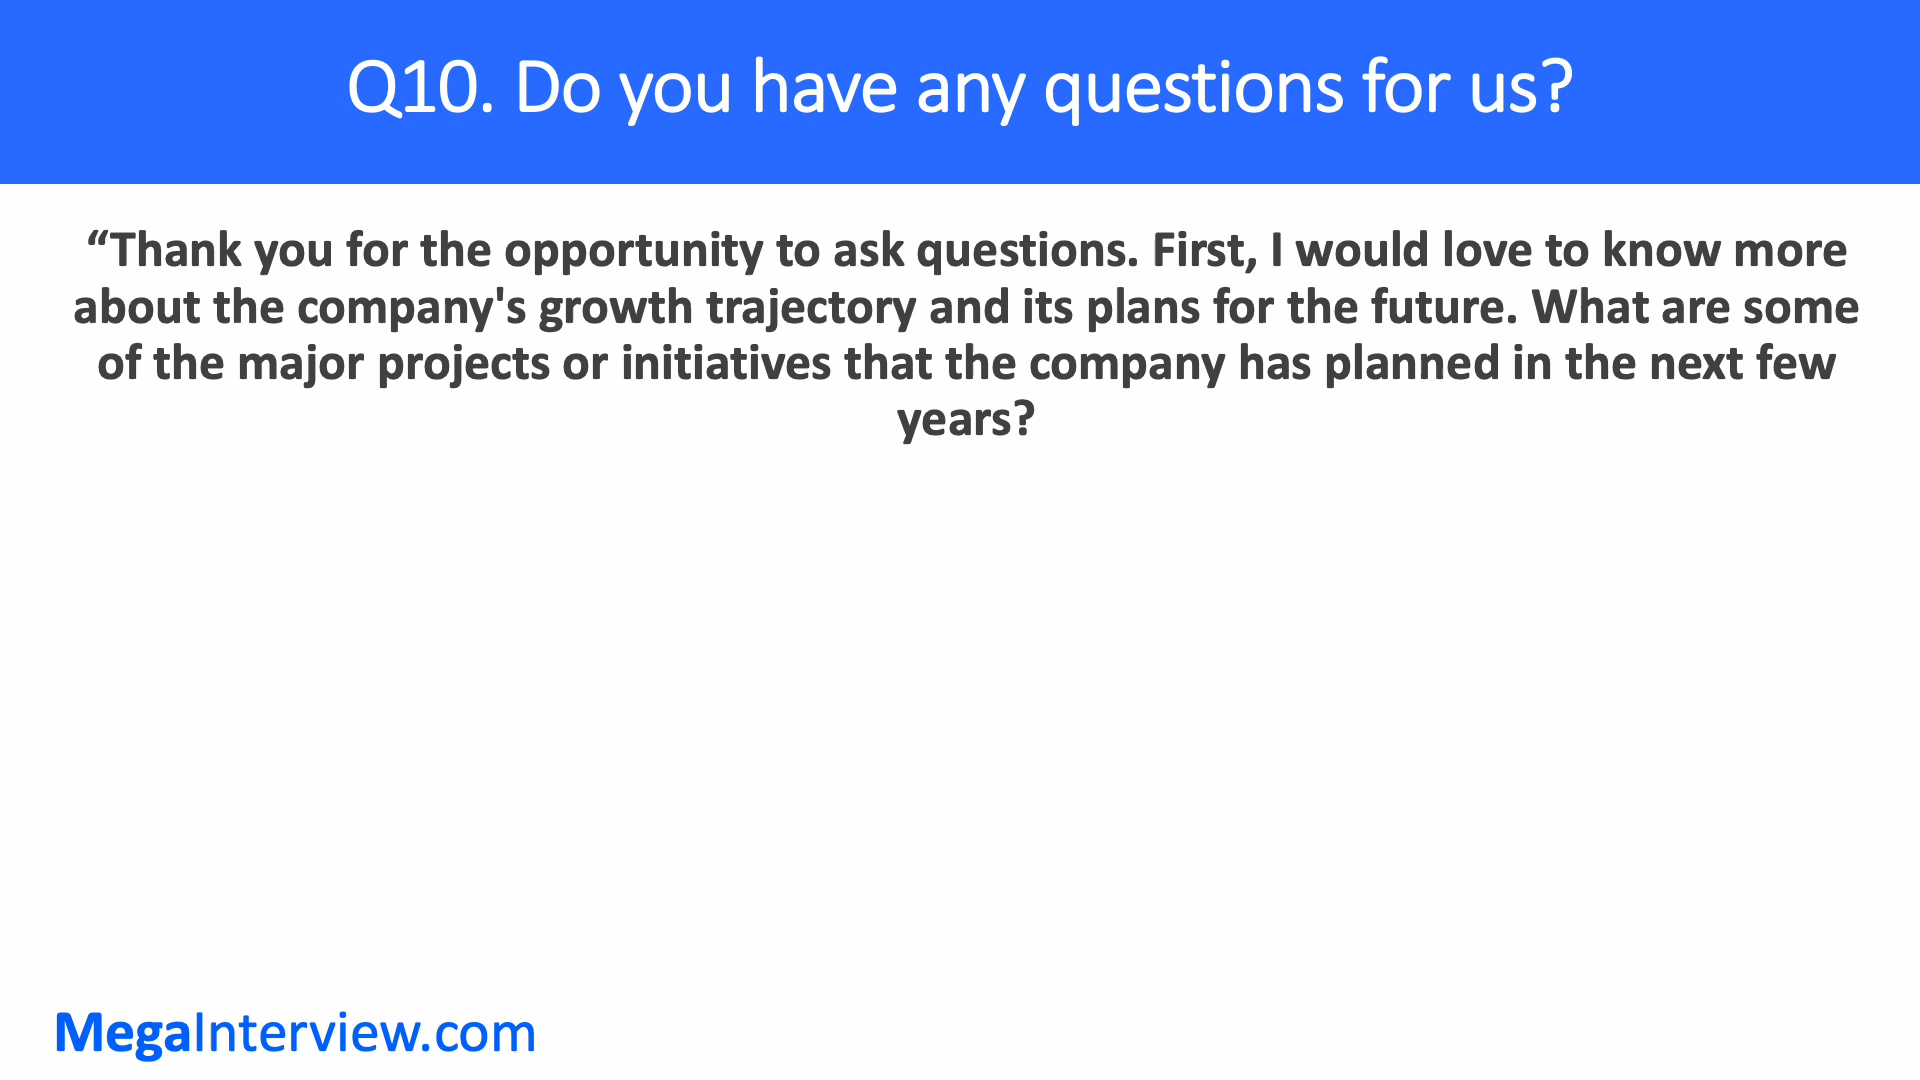 Q10. Do you have any questions for us?
“Thank you for the opportunity to ask questions. First, I would love to know more
about the company's growth trajectory and its plans for the future. What are some
of the major projects or initiatives that the company has planned in the next few
years?
MegaInterview.com